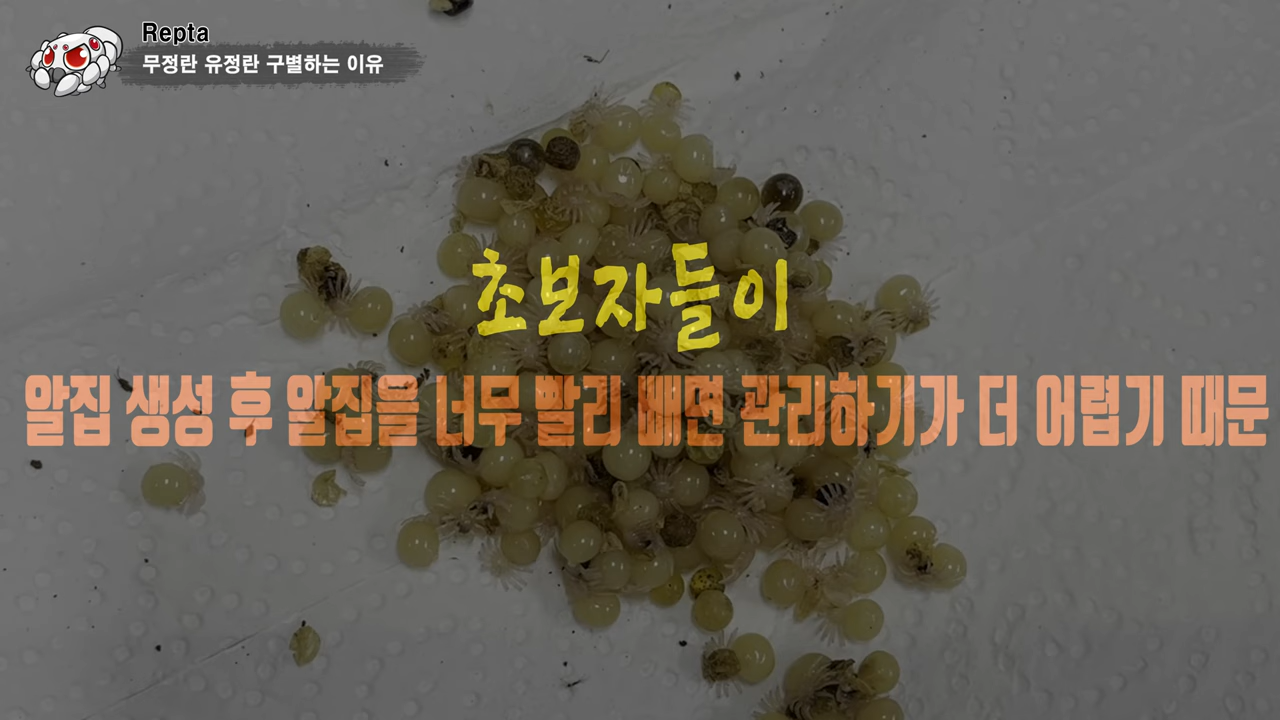 Repta
무정란 유정란 구별하는 이유
초보자들이
알집 생성 후 알집을 너무 빨리 빼면 관리하기가 더 어렵기 때문